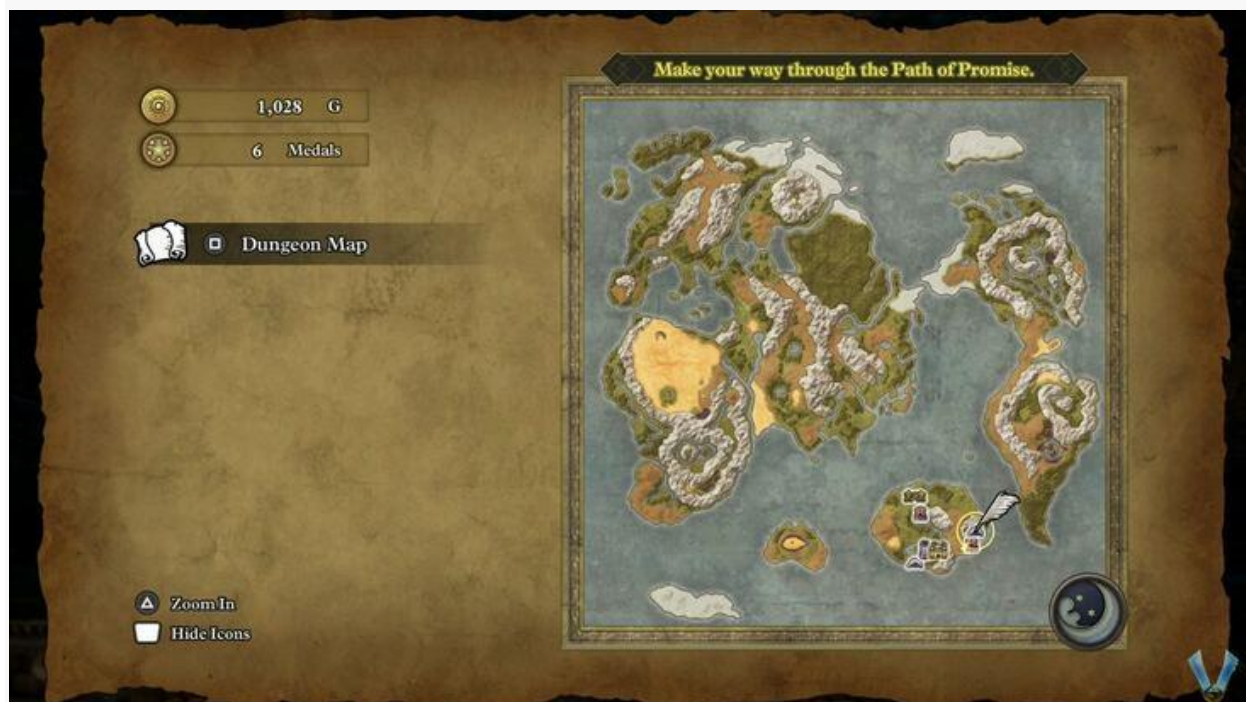 Make your way through the Path of Promise.
1,028 G
6 Medals
Dungeon Map
Zoom In
Hide Icons